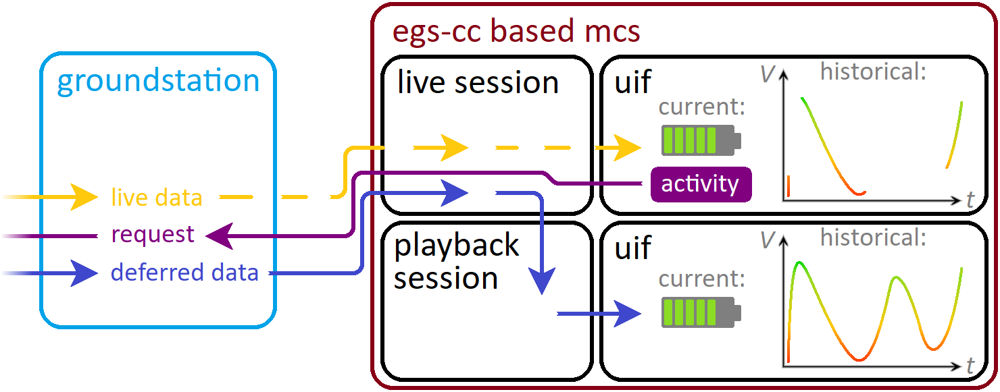 egs-cc based mcs
groundstation
live data
request
deferred data
live session
uif
current:
activity
V
historical:
t
playback
session
uif
current:
V
historical:
t